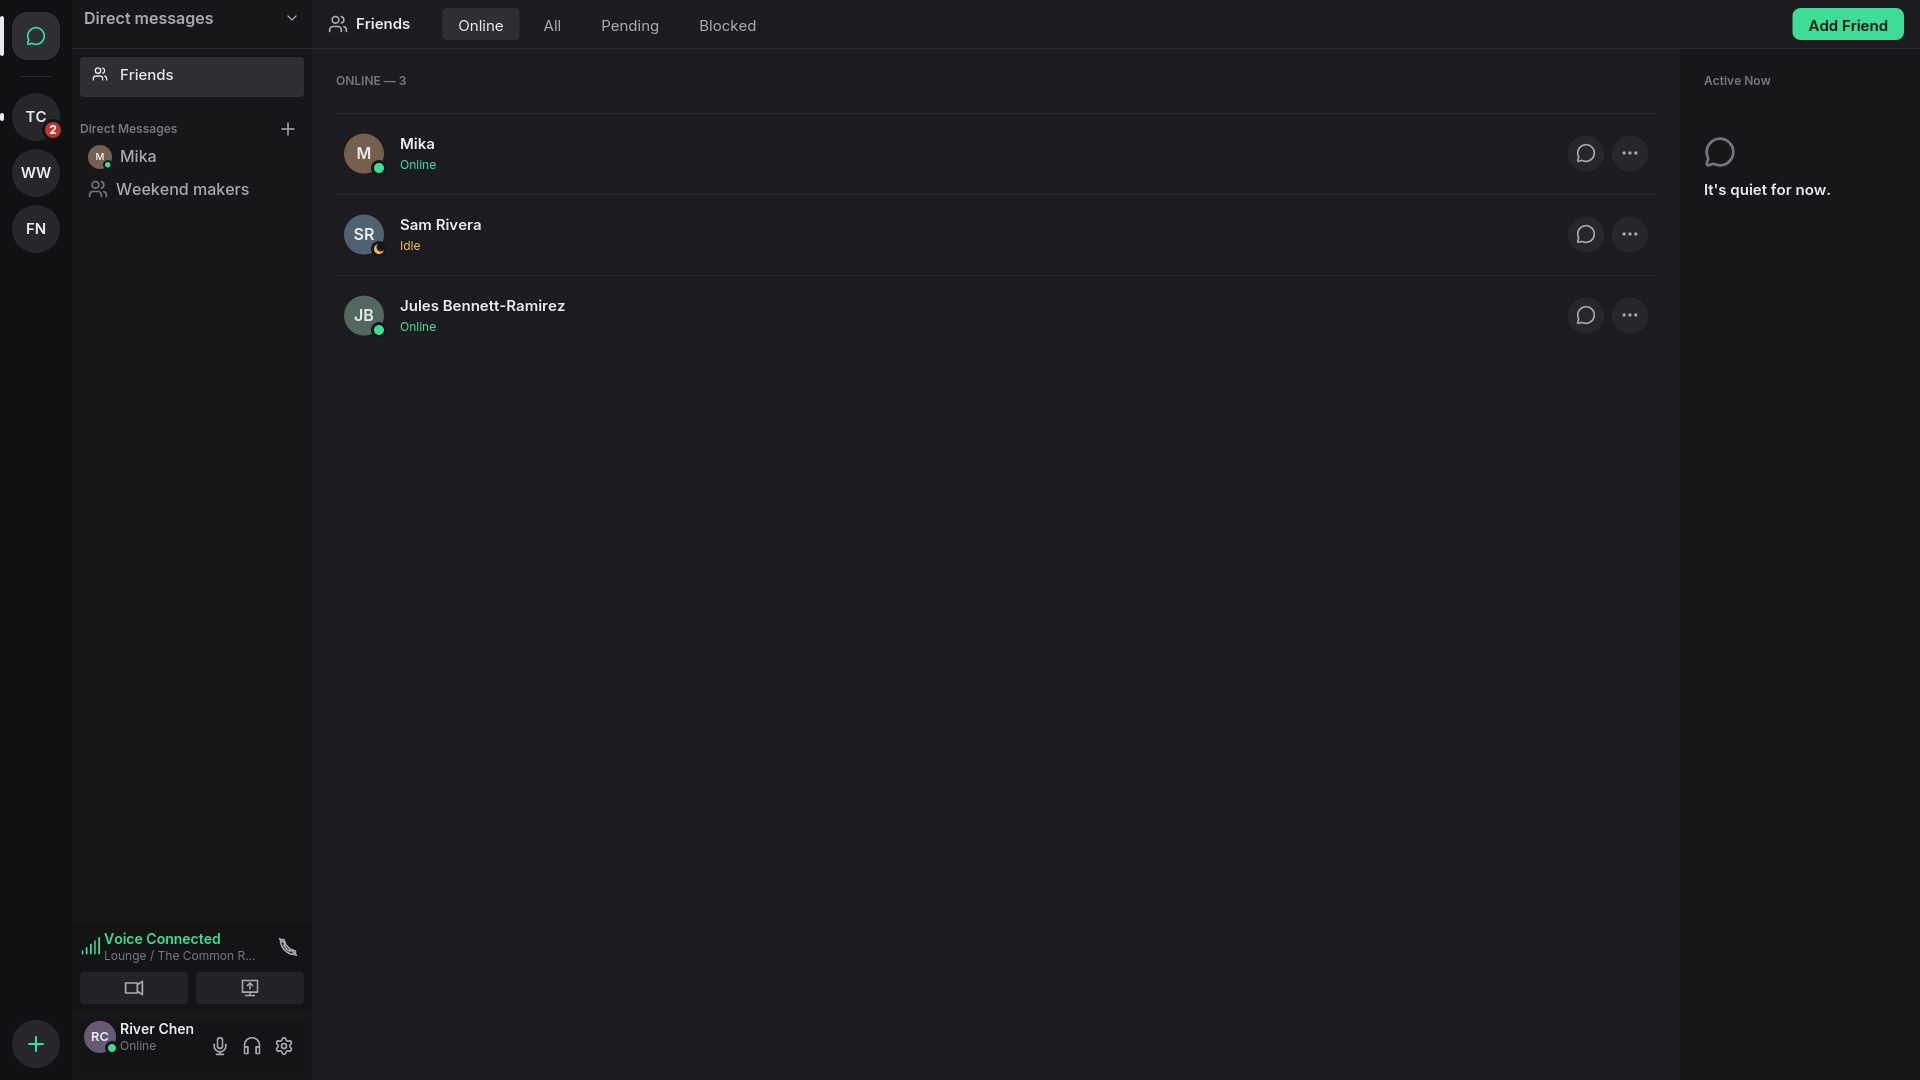 TC
2
WW
FN
Direct messages
Friends
Direct Messages
M
Mika
Weekend makers
Voice Connected
Lounge / The Common R...
RC
River Chen
Online
Friends
Online
All
Pending
Blocked
Add Friend
ONLINE — 3
M
Mika
Online
SR
Sam Rivera
Idle
JB
Jules Bennett-Ramirez
Online
Active Now
It's quiet for now.